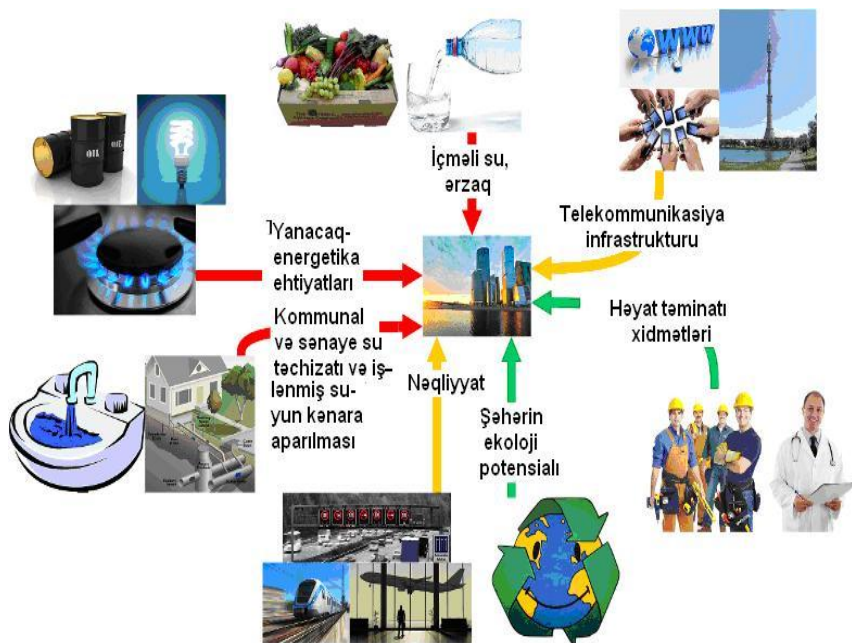 WWW
OIL
OIL
İçməli su,
ərzaq
Telekommunikasiya
infrastrukturu
Yanacaq-
energetika
ehtiyatları
Həyat təminatı
xidmətləri
Kommunal
və sənaye su
təchizatı və iş–
lənmiş su-
yun kənara
aparılması
Nəqliyyat
Şəhərin
ekoloji
potensialı